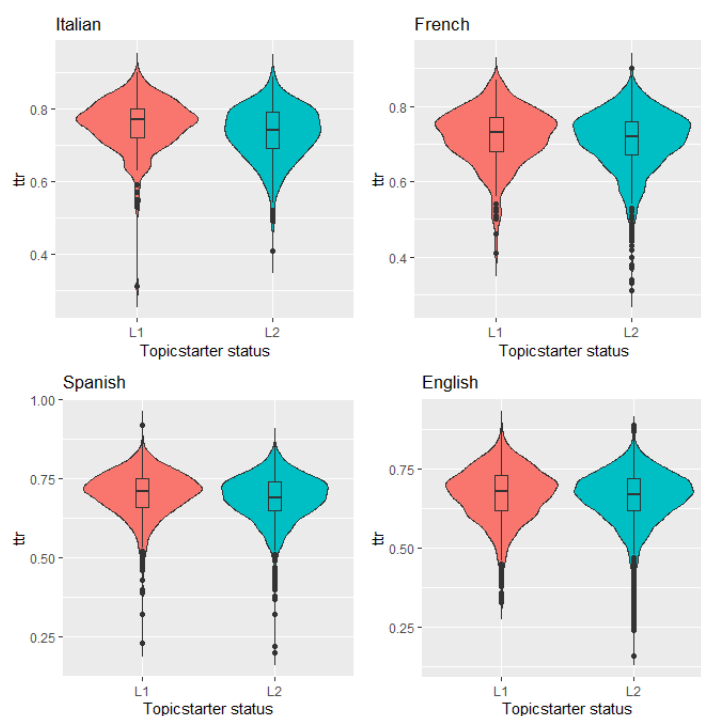 Italian
ttr
0.8
0.6
0.4
L1 L2
Topicstarter status
French
ttr
0.8
0.6
0.4
L1 L2
Topicstarter status
Spanish
ttr
1.00
0.75
0.50
0.25
L1 L2
Topicstarter status
English
ttr
0.75
0.50
0.25
L1 L2
Topicstarter status